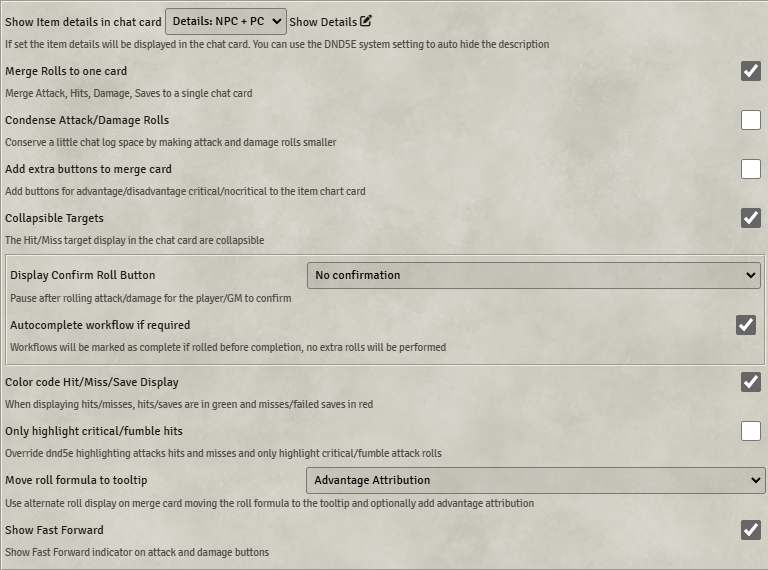 Show Item details in chat card Details: NPC + PC Show Details
If set the item details will be displayed in the chat card. You can use the DND5E system setting to auto hide the description
Merge Rolls to one card
Merge Attack, Hits, Damage, Saves to a single chat card
Condense Attack/Damage Rolls
Conserve a little chat log space by making attack and damage rolls smaller
Add extra buttons to merge card
Add buttons for advantage/disadvantage critical/nocritical to the item chart card
Collapsible Targets
The Hit/Miss target display in the chat card are collapsible
Display Confirm Roll Button No confirmation
Pause after rolling attack/damage for the player/GM to confirm
Autocomplete workflow if required
Workflows will be marked as complete if rolled before completion, no extra rolls will be performed
Color code Hit/Miss/Save Display
When displaying hits/misses, hits/saves are in green and misses/failed saves in red
Only highlight critical/fumble hits
Override dnd5e highlighting attacks hits and misses and only highlight critical/fumble attack rolls
Move roll formula to tooltip Advantage Attribution
Use alternate roll display on merge card moving the roll formula to the tooltip and optionally add advantage attribution
Show Fast Forward
Show Fast Forward indicator on attack and damage buttons